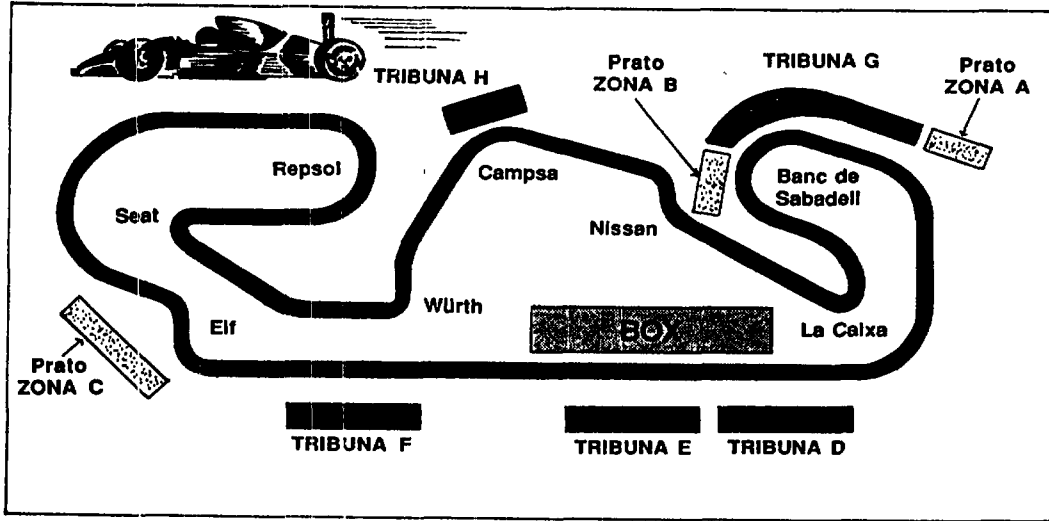 TRIBUNA H
Prato
ZONA B
TRIBUNA G
Prato
ZONA A
Repsol
Campsa
Banc de
Sabadell
Seat
Nissan
Elf
Würth
BOX
La Caixa
Prato
ZONA C
TRIBUNA F
TRIBUNA E
TRIBUNA D